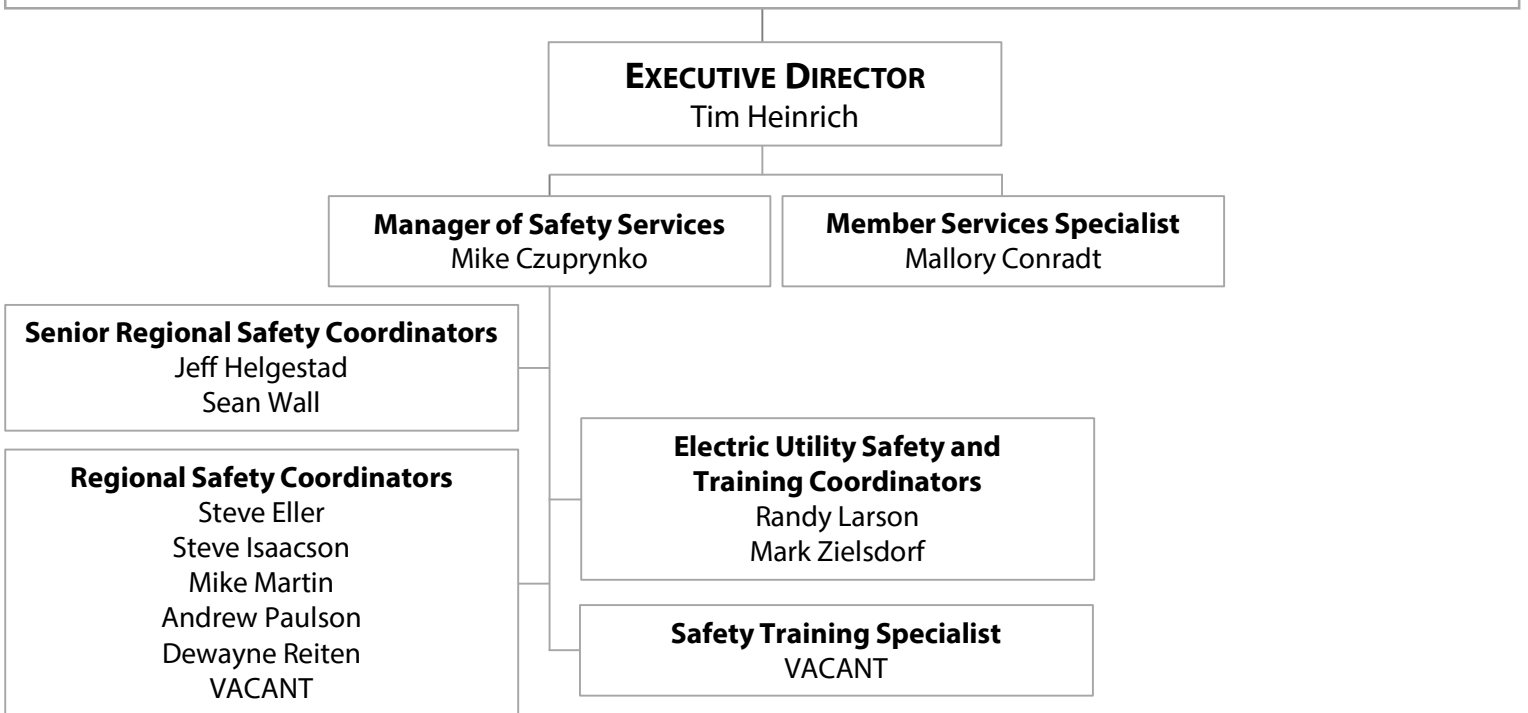 EXECUTIVE DIRECTOR
Tim Heinrich
Manager of Safety Services
Mike Czuprynko
Member Services Specialist
Mallory Conradt
Senior Regional Safety Coordinators
Jeff Helgestad
Sean Wall
Regional Safety Coordinators
Steve Eller
Steve Isaacson
Mike Martin
Andrew Paulson
Dewayne Reiten
VACANT
Electric Utility Safety and
Training Coordinators
Randy Larson
Mark Zielsdorf
Safety Training Specialist
VACANT